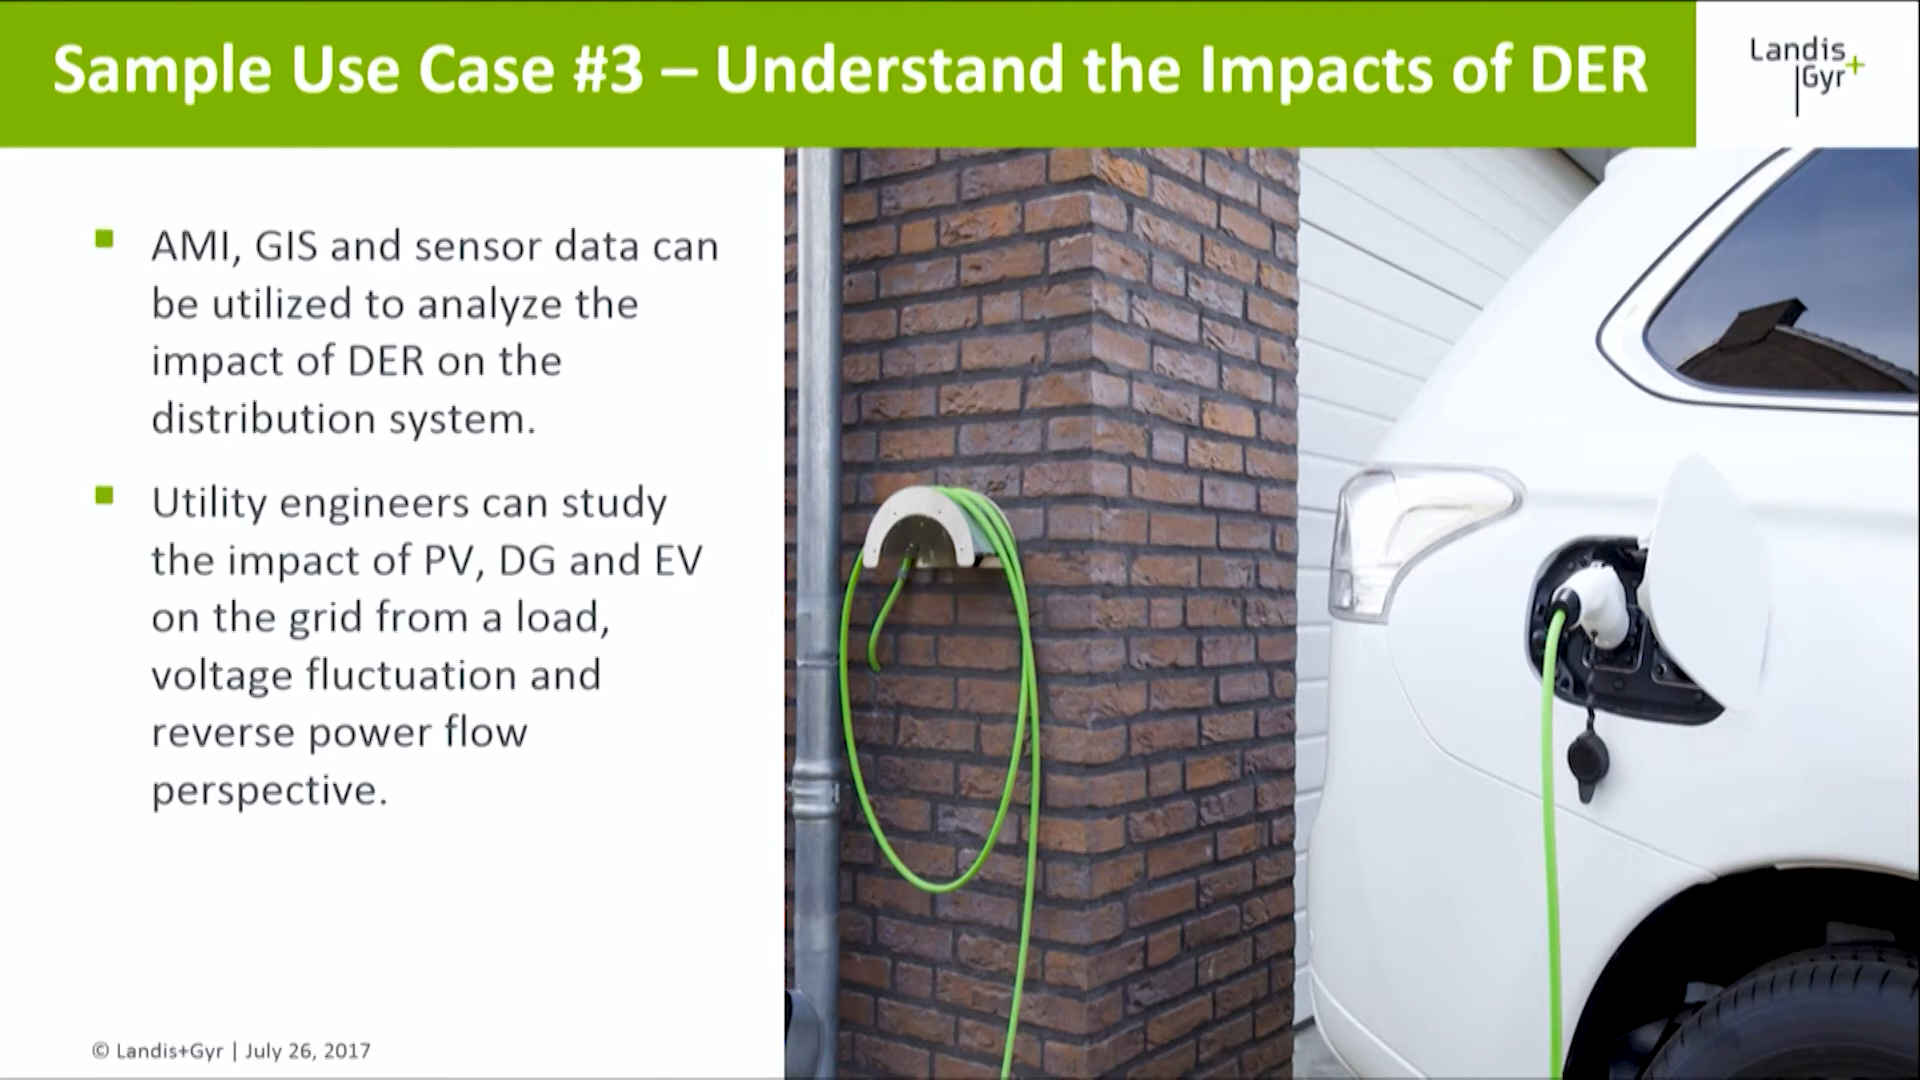 Sample Use Case #3 – Understand the Impacts of DER
Landis
Gyr+
AMI, GIS and sensor data can
be utilized to analyze the
impact of DER on the
distribution system.
Utility engineers can study
the impact of PV, DG and EV
on the grid from a load,
voltage fluctuation and
reverse power flow
perspective.
© Landis+Gyr | July 26, 2017